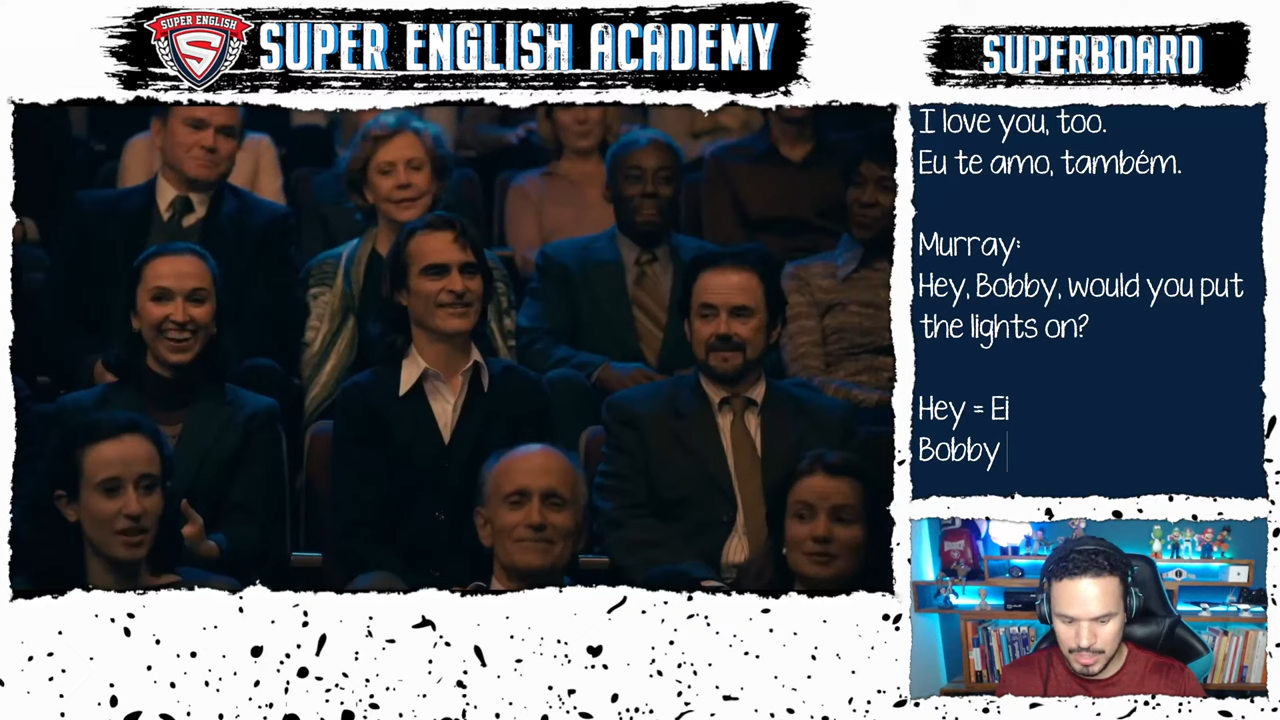 SUPER ENGLISH
S
SUPER ENGLISH ACADEMY
SUPERBOARD
I love you, too.
Eu te amo, também.
Murray:
Hey, Bobby, would you put
the lights on?
Hey = Ei
Bobby